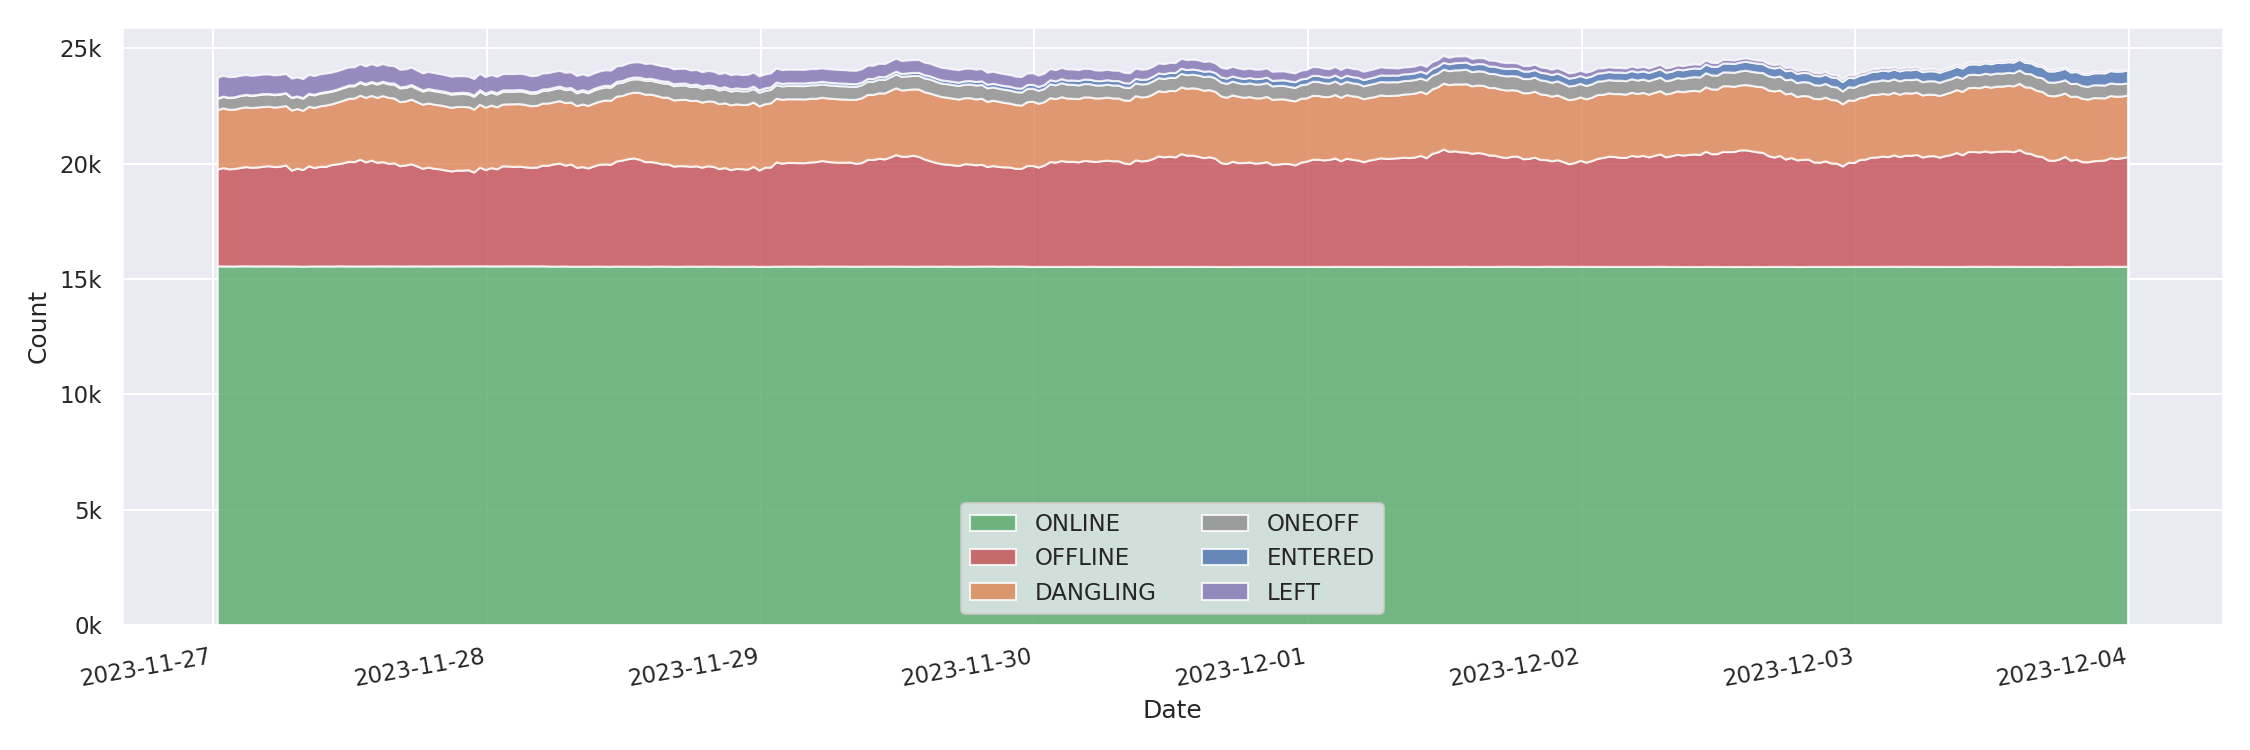 25k
20k
15k
10k
5k
0k
Count
ONLINE
OFFLINE
DANGLING
ONEOFF
ENTERED
LEFT
2023-11-27
2023-11-28
2023-11-29
2023-11-30
2023-12-01
2023-12-02
2023-12-03
2023-12-04
Date